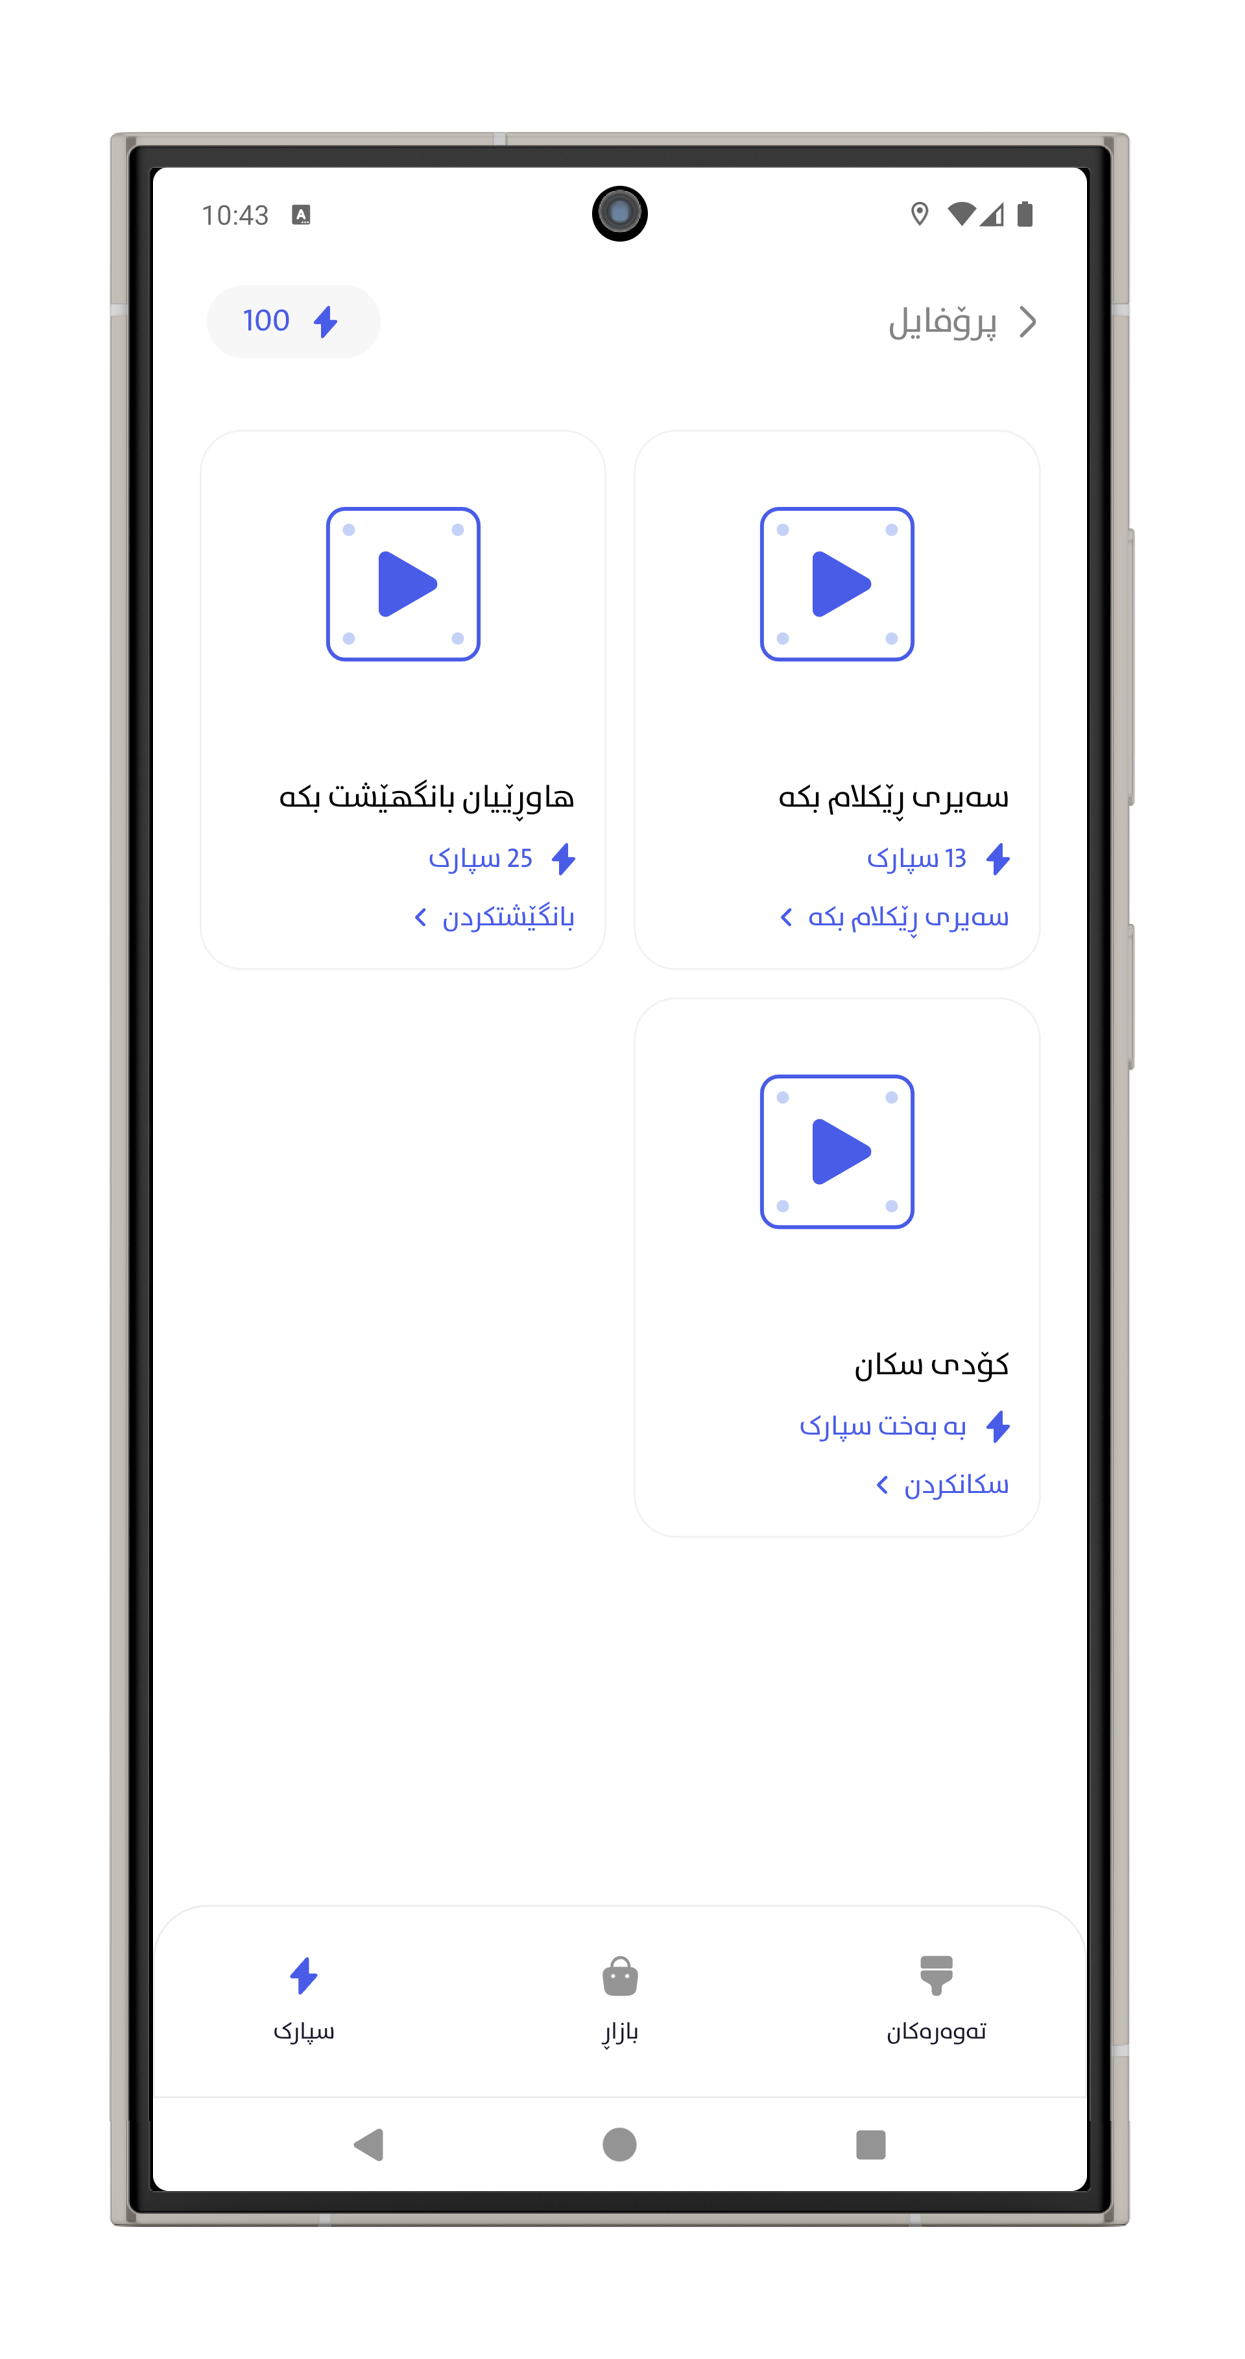 10:43
پرۆفایل
100
سەیری ڕێکلام بکە
13 سپارک
سەیری ڕێکلام بکە
هاوڕێییان بانگهێشت بکە
25 سپارک
بانگێشتکردن
کۆدی سکان
بە بەخت سپارک
سکانکردن
تەوەرەکان
بازاڕ
سپارک